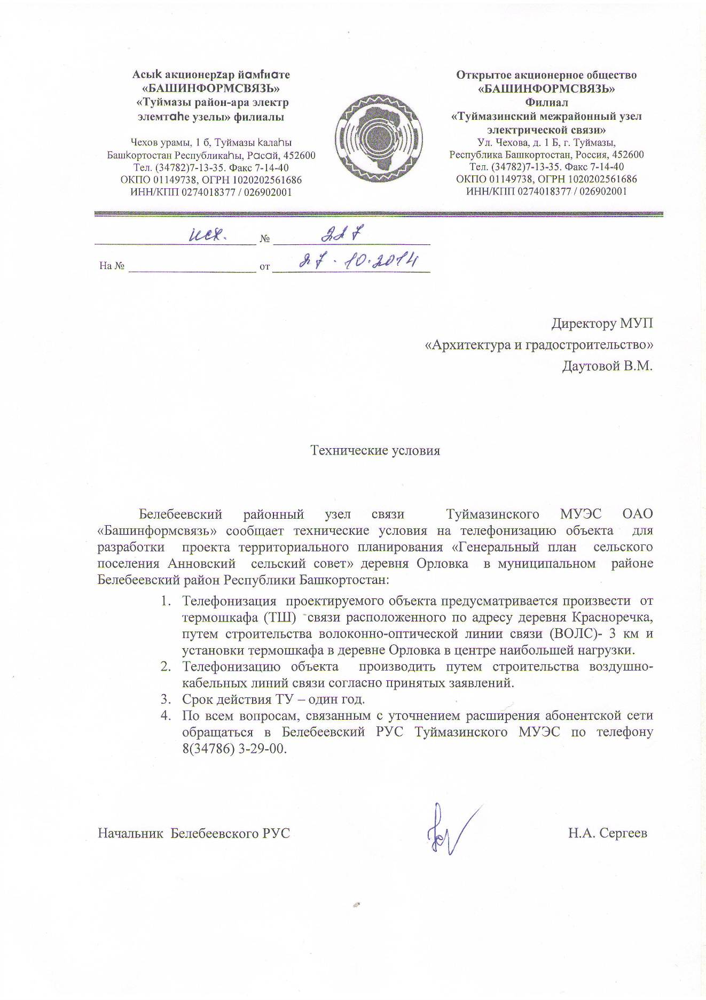 Асыk акционерzар йɑмfиɑте
«БАШИНФОРМСВЯЗЬ»
«Туймазы район-ара электр
элемтɑhе узелы» филиалы
Чехов урамы, 1 б, Туймазы kалаhы
Башkортостан Республикаhы, Рɑсɑй, 452600
Тел. (34782)7-13-35. Факс 7-14-40
ОКПО 01149738, ОГРН 1020202561686
ИНН/КПП 0274018377 / 026902001
Открытое акционерное общество
«БАШИНФОРМСВЯЗЬ»
Филиал
«Туймазинский межрайонный узел
электрической связи»
Ул. Чехова, д. 1 Б, г. Туймазы,
Республика Башкортостан, Россия, 452600
Тел. (34782)7-13-35. Факс 7-14-40
ОКПО 01149738, ОГРН 1020202561686
ИНН/КПП 0274018377 / 026902001
исх. № 227
На № от 27.10.2014
Директору МУП
«Архитектура и градостроительство»
Даутовой В.М.
Технические условия
Белебеевский районный узел связи Туймазинского МУЭС ОАО
«Башинформсвязь» сообщает технические условия на телефонизацию объекта для
разработки проекта территориального планирования «Генеральный план сельского
поселения Анновский сельский совет» деревня Орловка в муниципальном районе
Белебеевский район Республики Башкортостан:
1. Телефонизация проектируемого объекта предусматривается произвести от
термошкафа (ТШ) связи расположенного по адресу деревня Красноречка,
путем строительства волоконно-оптической линии связи (ВОЛС)- 3 км и
установки термошкафа в деревне Орловка в центре наибольшей нагрузки.
2. Телефонизацию объекта производить путем строительства воздушно-
кабельных линий связи согласно принятых заявлений.
3. Срок действия ТУ – один год.
4. По всем вопросам, связанным с уточнением расширения абонентской сети
обращаться в Белебеевский РУС Туймазинского МУЭС по телефону
8(34786) 3-29-00.
Начальник Белебеевского РУС Н.А. Сергеев